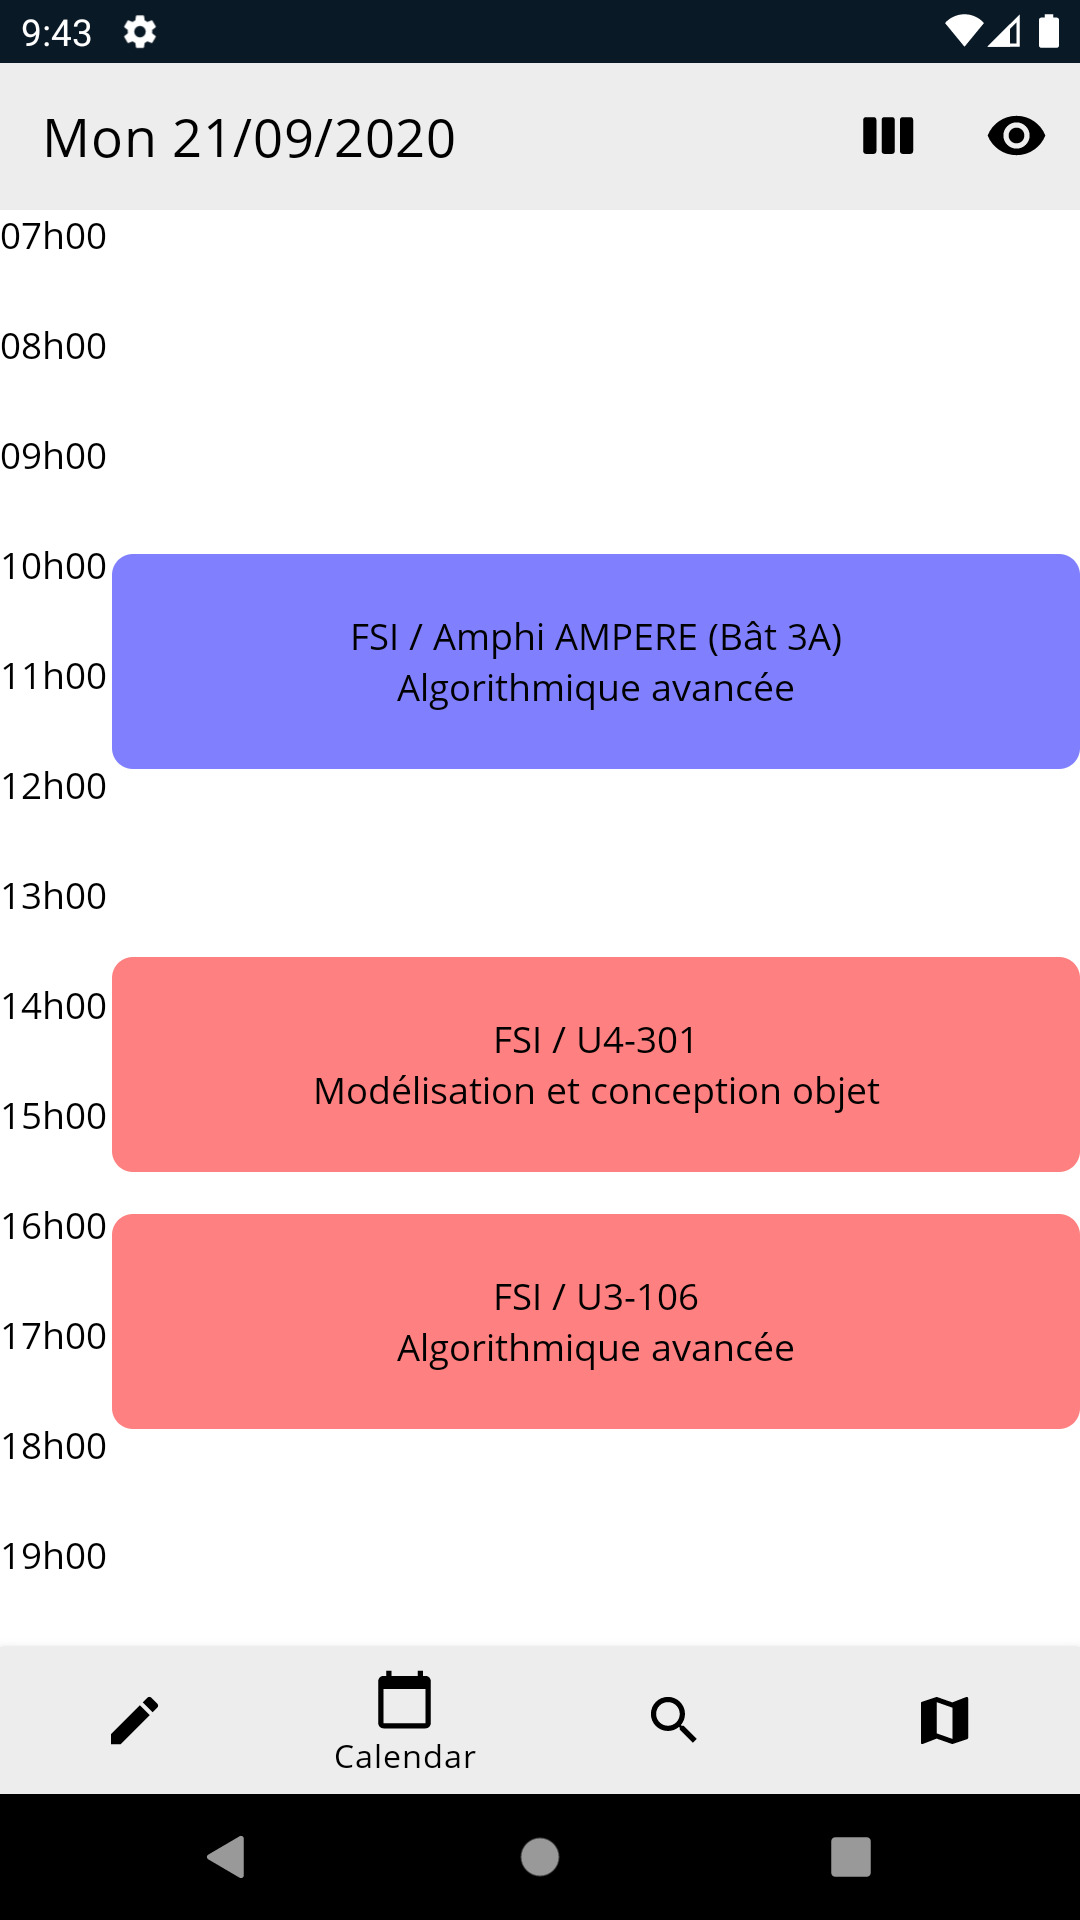 9:43
Mon 21/09/2020
07h00
08h00
09h00
10h00
FSI / Amphi AMPERE (Bât 3A)
11h00
Algorithmique avancée
12h00
13h00
14h00
FSI / U4-301
Modélisation et conception objet
15h00
16h00
FSI / U3-106
17h00
Algorithmique avancée
18h00
19h00
Calendar